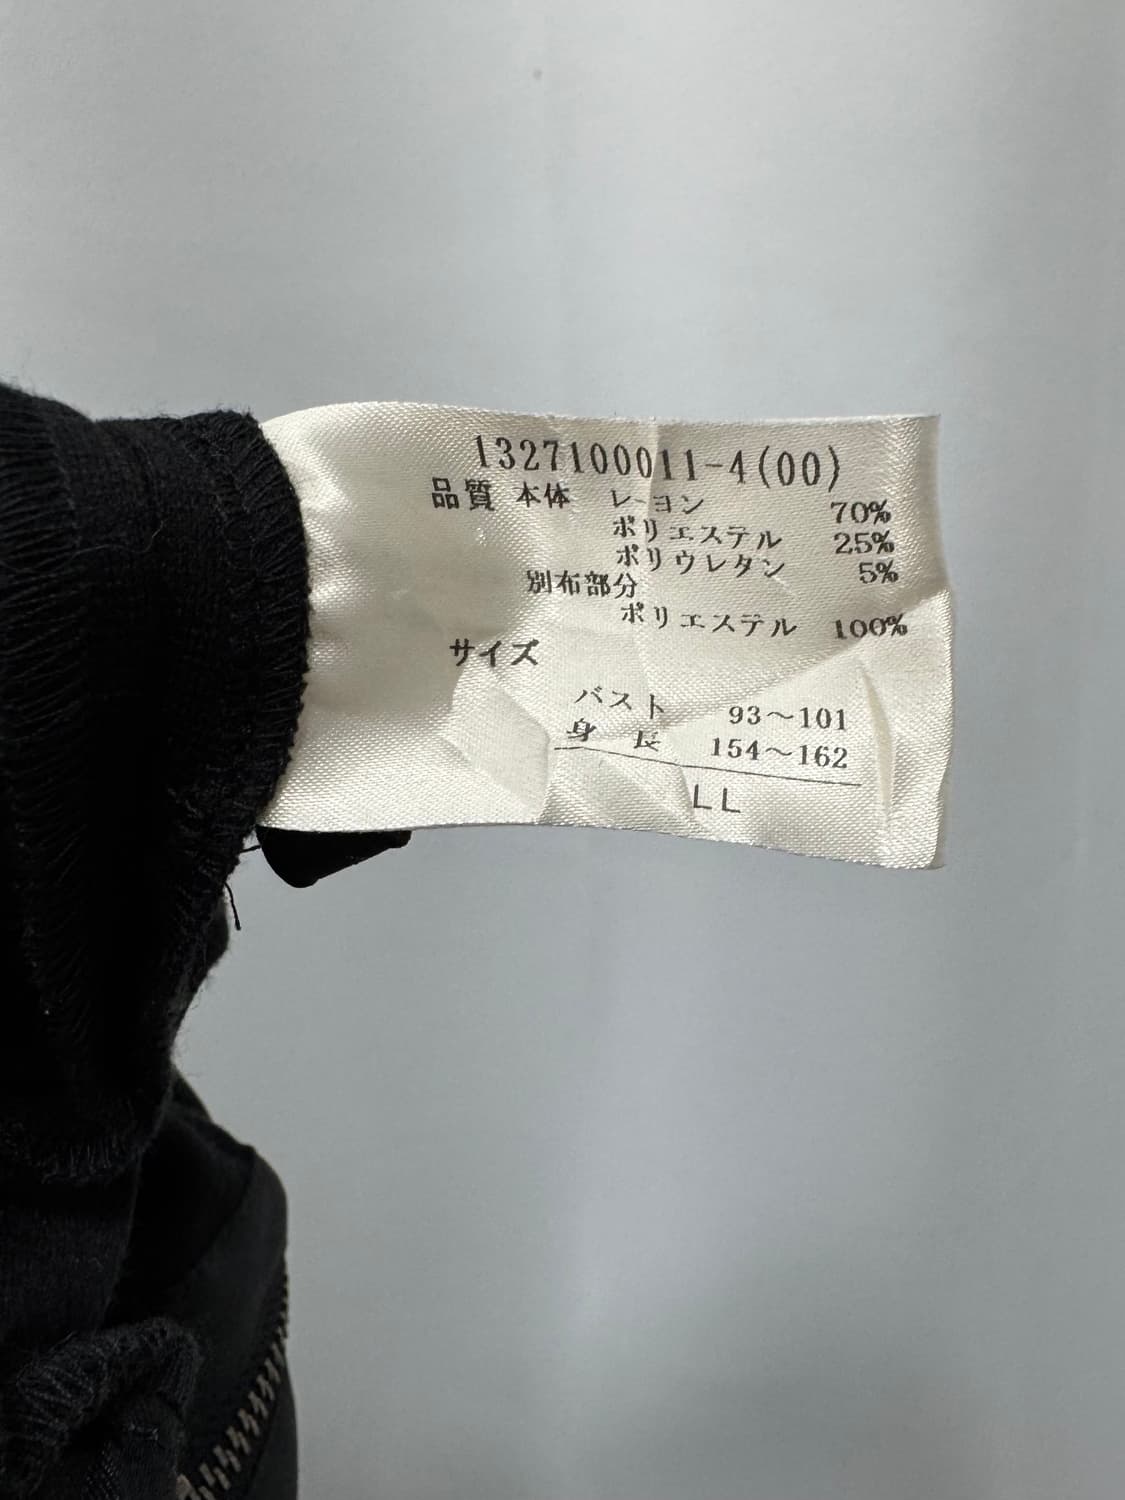 1327100011-4(00)
品質 本体 レーヨン 70%
ポリエステル 25%
ポリウレタン 5%
別布部分
ポリエステル 100%
サイズ
バスト 93～101
身長 154～162
LL